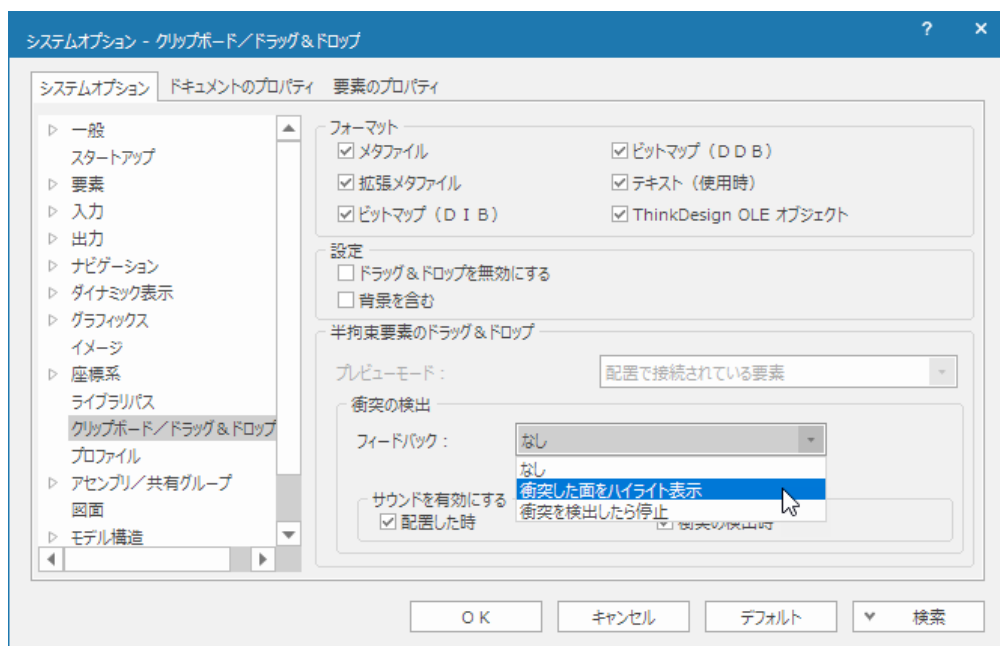 システムオプション - クリップボード／ドラッグ＆ドロップ
? ×
システムオプション ドキュメントのプロパティ 要素のプロパティ
一般
スタートアップ
要素
入力
出力
ナビゲーション
ダイナミック表示
グラフィックス
イメージ
座標系
ライブラリパス
クリップボード／ドラッグ＆ドロップ
プロファイル
アセンブリ／共有グループ
図面
モデル構造
フォーマット
メタファイル ビットマップ（ＤＤＢ）
拡張メタファイル テキスト（使用時）
ビットマップ（ＤＩＢ） ThinkDesign OLE オブジェクト
設定
ドラッグ＆ドロップを無効にする
背景を含む
半拘束要素のドラッグ＆ドロップ
プレビューモード： 配置で接続されている要素
衝突の検出
フィードバック： なし
なし
衝突した面をハイライト表示
衝突を検出したら停止
サウンドを有効にする
配置した時 衝突の検出時
ＯＫ キャンセル デフォルト 検索